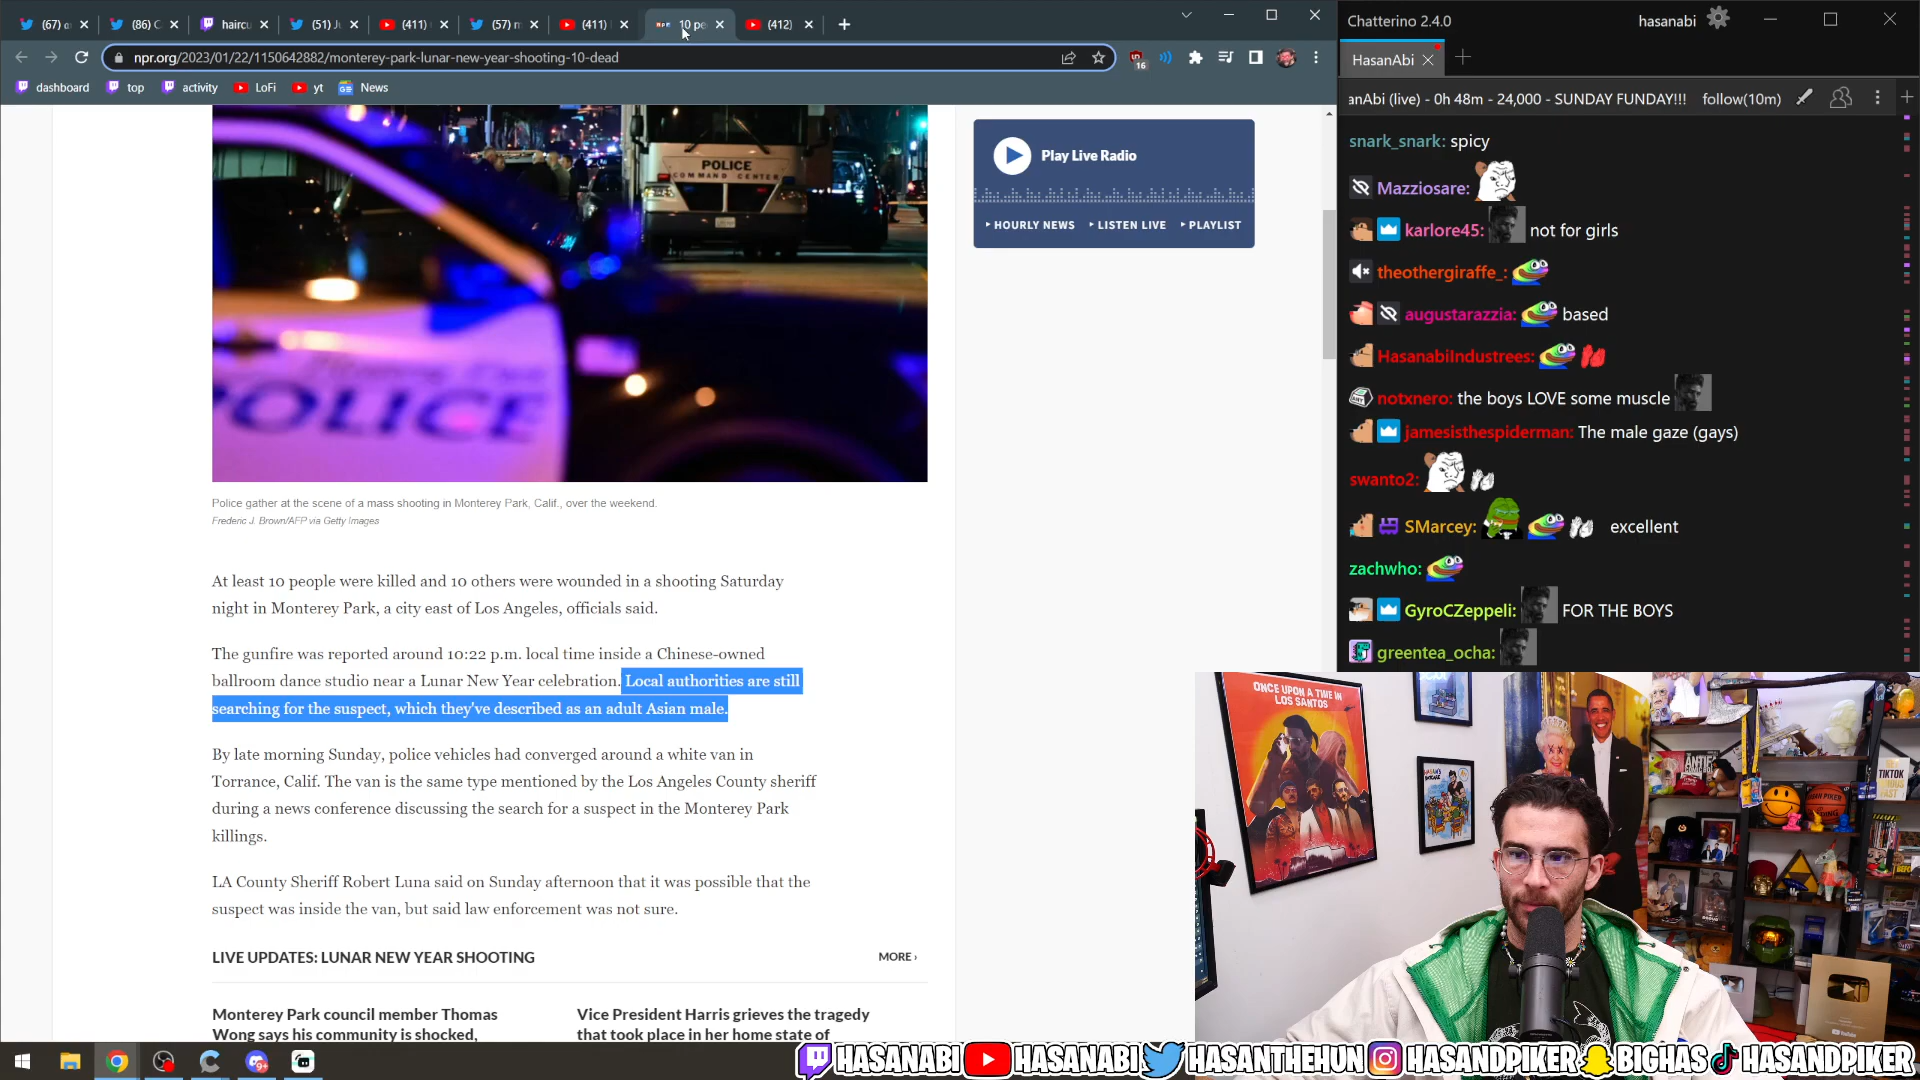 (67) a
(86) C
haircu
(51) J
(411)
(57) n
(411)
10 pe
(412)
npr.org/2023/01/22/1150642882/monterey-park-lunar-new-year-shooting-10-dead
16
dashboard
top
activity
LoFi
yt
News
POLICE
COMMAND CENTER
POLICE
Police gather at the scene of a mass shooting in Monterey Park, Calif., over the weekend.
Frederic J. Brown/AFP via Getty Images
At least 10 people were killed and 10 others were wounded in a shooting Saturday
night in Monterey Park, a city east of Los Angeles, officials said.
The gunfire was reported around 10:22 p.m. local time inside a Chinese-owned
ballroom dance studio near a Lunar New Year celebration. Local authorities are still
searching for the suspect, which they've described as an adult Asian male.
By late morning Sunday, police vehicles had converged around a white van in
Torrance, Calif. The van is the same type mentioned by the Los Angeles County sheriff
during a news conference discussing the search for a suspect in the Monterey Park
killings.
LA County Sheriff Robert Luna said on Sunday afternoon that it was possible that the
suspect was inside the van, but said law enforcement was not sure.
LIVE UPDATES: LUNAR NEW YEAR SHOOTING
MORE ›
Monterey Park council member Thomas
Wong says his community is shocked,
Vice President Harris grieves the tragedy
that took place in her home state of
Play Live Radio
HOURLY NEWS
LISTEN LIVE
PLAYLIST
Chatterino 2.4.0
hasanabi
HasanAbi
anAbi (live) - 0h 48m - 24,000 - SUNDAY FUNDAY!!!
follow(10m)
snark_snark: spicy
Mazziosare:
karlore45: not for girls
theothergiraffe_:
augustarazzia: based
HasanabiIndustrees:
notxnero: the boys LOVE some muscle
jamesisthespiderman: The male gaze (gays)
swanto2:
SMarcey: excellent
zachwho:
GyroCZeppeli: FOR THE BOYS
greentea_ocha:
ONCE UPON A TIME IN
LOS SANTOS
TIKTOK
HASANABI
HASANABI
HASANTHEHUN
HASANDPIKER
BIGHAS
HASANDPIKER